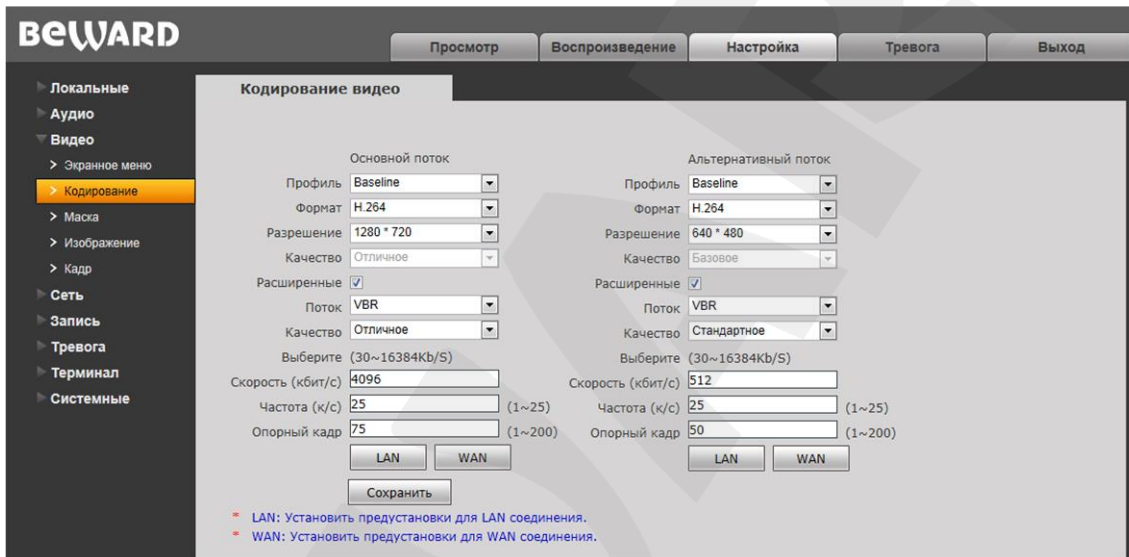 BEWARD
Просмотр Воспроизведение Настройка Тревога Выход
Локальные
Аудио
Видео
> Экранное меню
> Кодирование
> Маска
> Изображение
> Кадр
Сеть
Запись
Тревога
Терминал
Системные
Кодирование видео
Основной поток Альтернативный поток
Профиль Baseline Профиль Baseline
Формат H.264 Формат H.264
Разрешение 1280 * 720 Разрешение 640 * 480
Качество Отличное Качество Базовое
Расширенные Расширенные
Поток VBR Поток VBR
Качество Отличное Качество Стандартное
Выберите (30~16384Kb/S) Выберите (30~16384Kb/S)
Скорость (кбит/с) 4096 Скорость (кбит/с) 512
Частота (к/с) 25 (1~25) Частота (к/с) 25 (1~25)
Опорный кадр 75 (1~200) Опорный кадр 50 (1~200)
LAN WAN LAN WAN
Сохранить
* LAN: Установить предустановки для LAN соединения.
* WAN: Установить предустановки для WAN соединения.